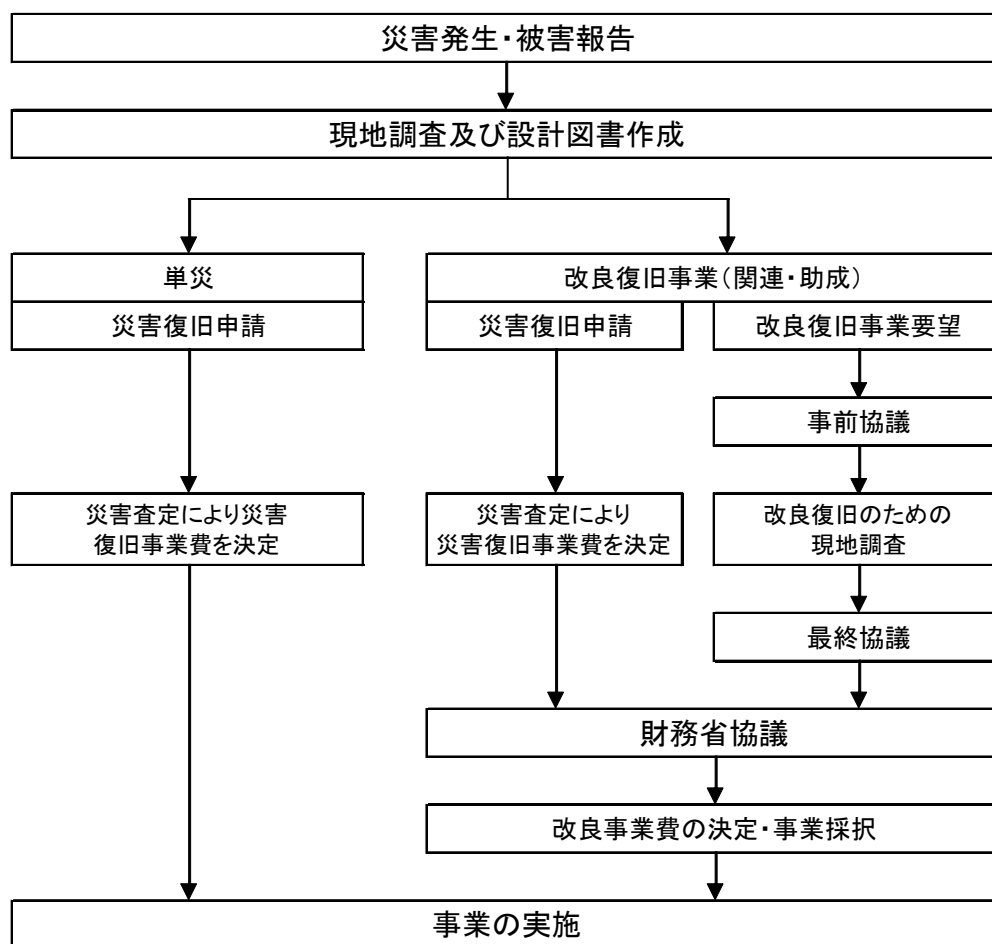 災害発生・被害報告
現地調査及び設計図書作成
単災
災害復旧申請
改良復旧事業(関連・助成)
災害復旧申請
改良復旧事業要望
事前協議
災害査定により災害
復旧事業費を決定
災害査定により
災害復旧事業費を決定
改良復旧のための
現地調査
最終協議
財務省協議
改良事業費の決定・事業採択
事業の実施